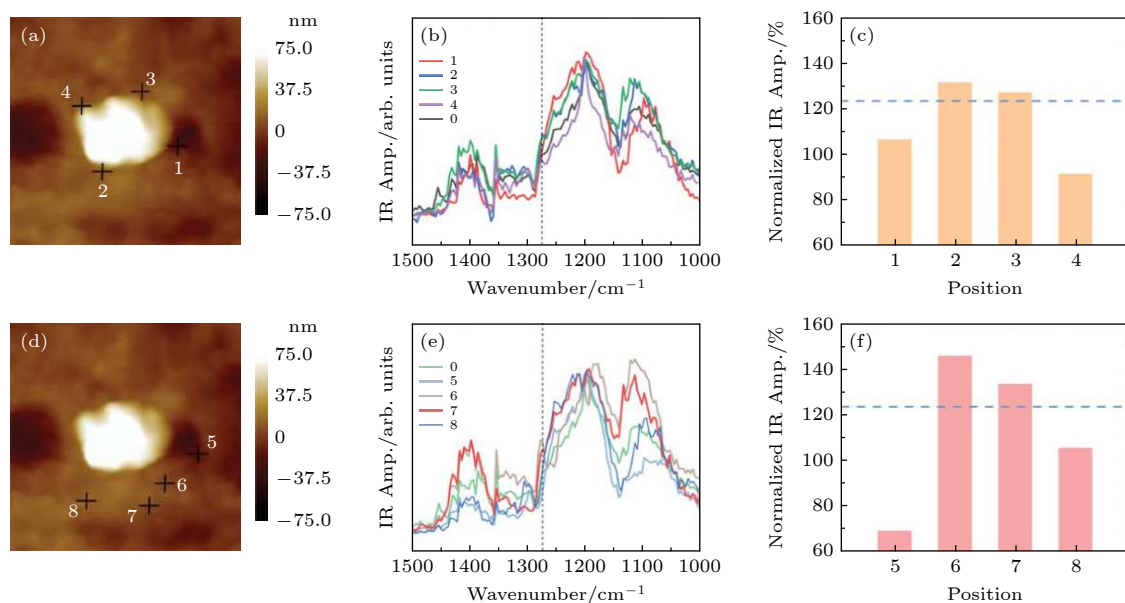 (a)
nm
75.0
37.5
0
−37.5
−75.0
4
3
1
2
(b)
IR Amp./arb. units
1
2
3
4
0
1500 1400 1300 1200 1100 1000
Wavenumber/cm⁻¹
(c)
Normalized IR Amp./%
160
140
120
100
80
60
1 2 3 4
Position
(d)
nm
75.0
37.5
0
−37.5
−75.0
5
6
8
7
(e)
IR Amp./arb. units
0
5
6
7
8
1500 1400 1300 1200 1100 1000
Wavenumber/cm⁻¹
(f)
Normalized IR Amp./%
160
140
120
100
80
60
5 6 7 8
Position